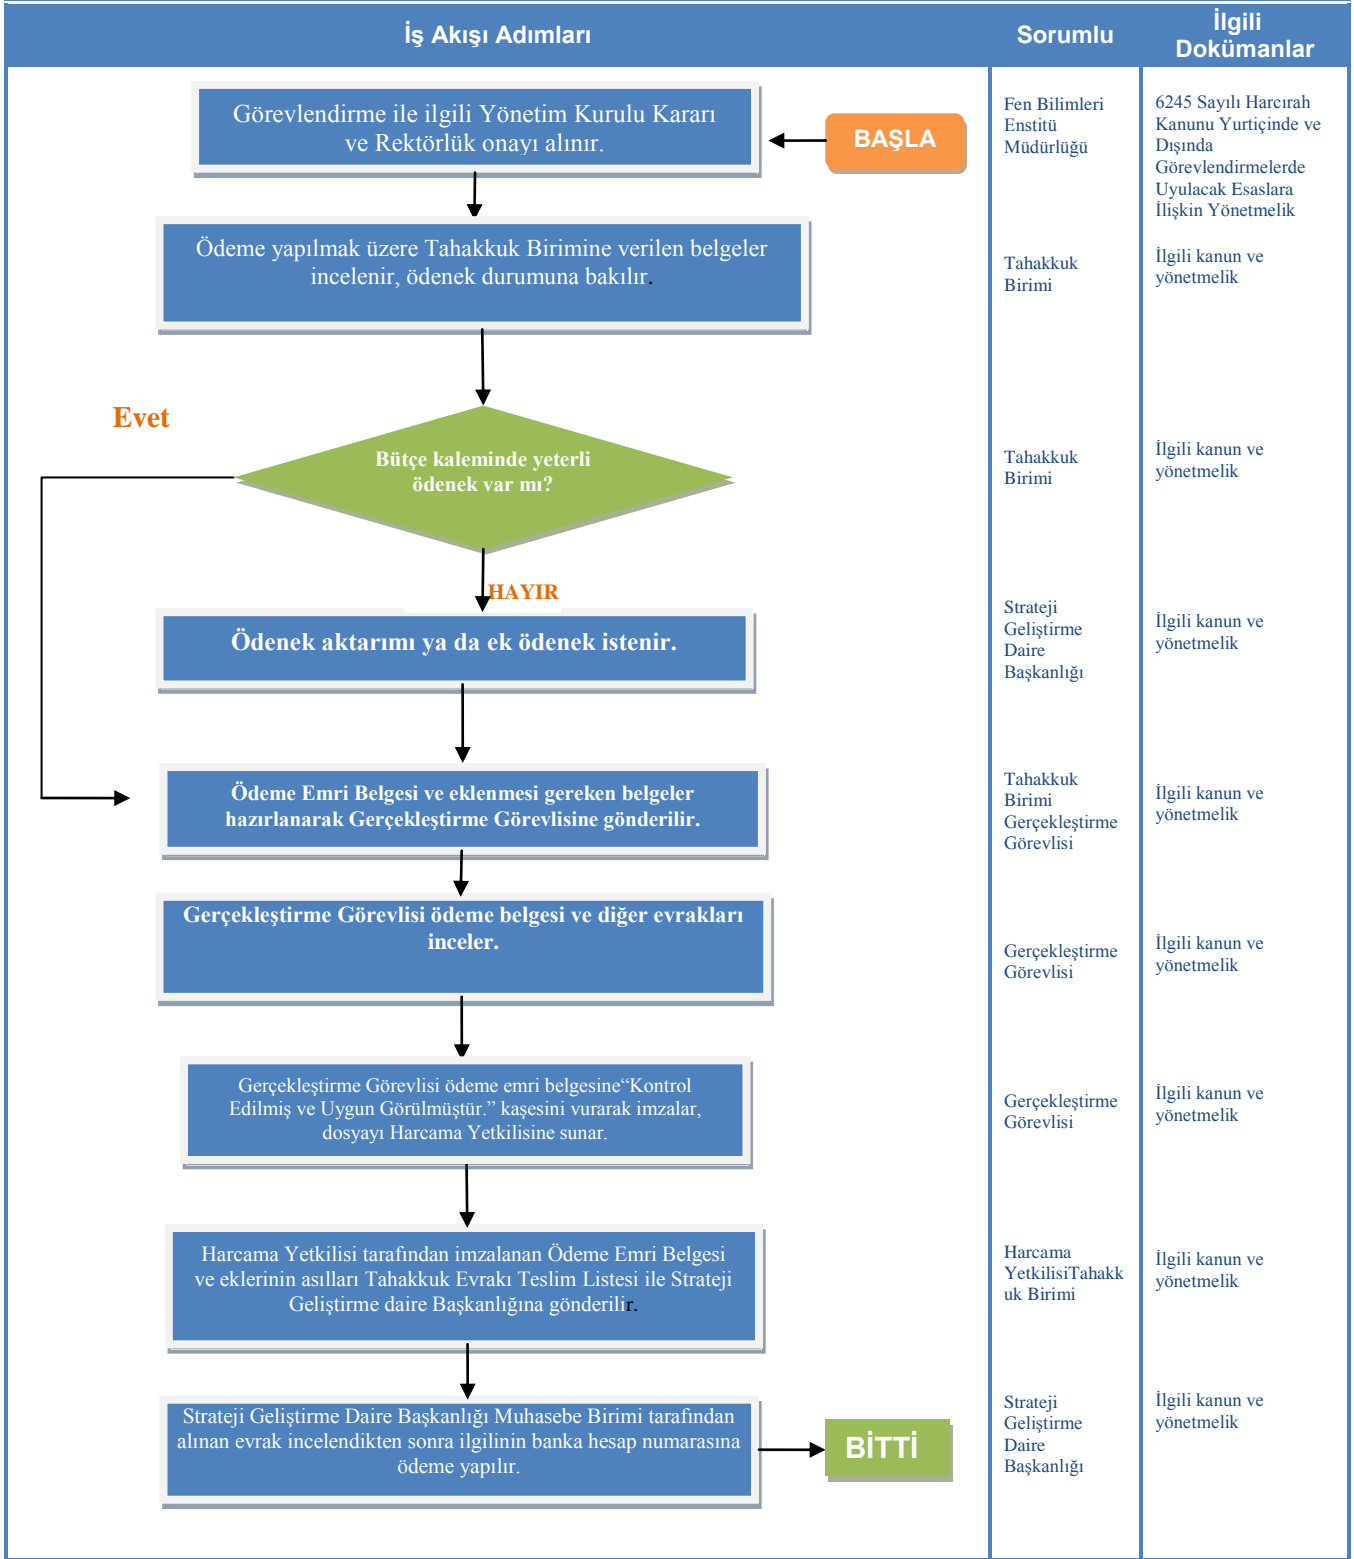 İş Akışı Adımları
Sorumlu
İlgili
Dokümanlar
Görevlendirme ile ilgili Yönetim Kurulu Kararı
ve Rektörlük onayı alınır.
BAŞLA
Fen Bilimleri
Enstitü
Müdürlüğü
6245 Sayılı Harcırah
Kanunu Yurtiçinde ve
Dışında
Görevlendirmelerde
Uyulacak Esaslara
İlişkin Yönetmelik
Ödeme yapılmak üzere Tahakkuk Birimine verilen belgeler
incelenir, ödenek durumuna bakılır.
Tahakkuk
Birimi
İlgili kanun ve
yönetmelik
Evet
Bütçe kaleminde yeterli
ödenek var mı?
Tahakkuk
Birimi
İlgili kanun ve
yönetmelik
HAYIR
Ödenek aktarımı ya da ek ödenek istenir.
Strateji
Geliştirme
Daire
Başkanlığı
İlgili kanun ve
yönetmelik
Ödeme Emri Belgesi ve eklenmesi gereken belgeler
hazırlanarak Gerçekleştirme Görevlisine gönderilir.
Tahakkuk
Birimi
Gerçekleştirme
Görevlisi
İlgili kanun ve
yönetmelik
Gerçekleştirme Görevlisi ödeme belgesi ve diğer evrakları
inceler.
Gerçekleştirme
Görevlisi
İlgili kanun ve
yönetmelik
Gerçekleştirme Görevlisi ödeme emri belgesine“Kontrol
Edilmiş ve Uygun Görülmüştür.” kaşesini vurarak imzalar,
dosyayı Harcama Yetkilisine sunar.
Gerçekleştirme
Görevlisi
İlgili kanun ve
yönetmelik
Harcama Yetkilisi tarafından imzalanan Ödeme Emri Belgesi
ve eklerinin asılları Tahakkuk Evrakı Teslim Listesi ile Strateji
Geliştirme daire Başkanlığına gönderilir.
Harcama
YetkilisiTahakk
uk Birimi
İlgili kanun ve
yönetmelik
Strateji Geliştirme Daire Başkanlığı Muhasebe Birimi tarafından
alınan evrak incelendikten sonra ilgilinin banka hesap numarasına
ödeme yapılır.
BİTTİ
Strateji
Geliştirme
Daire
Başkanlığı
İlgili kanun ve
yönetmelik